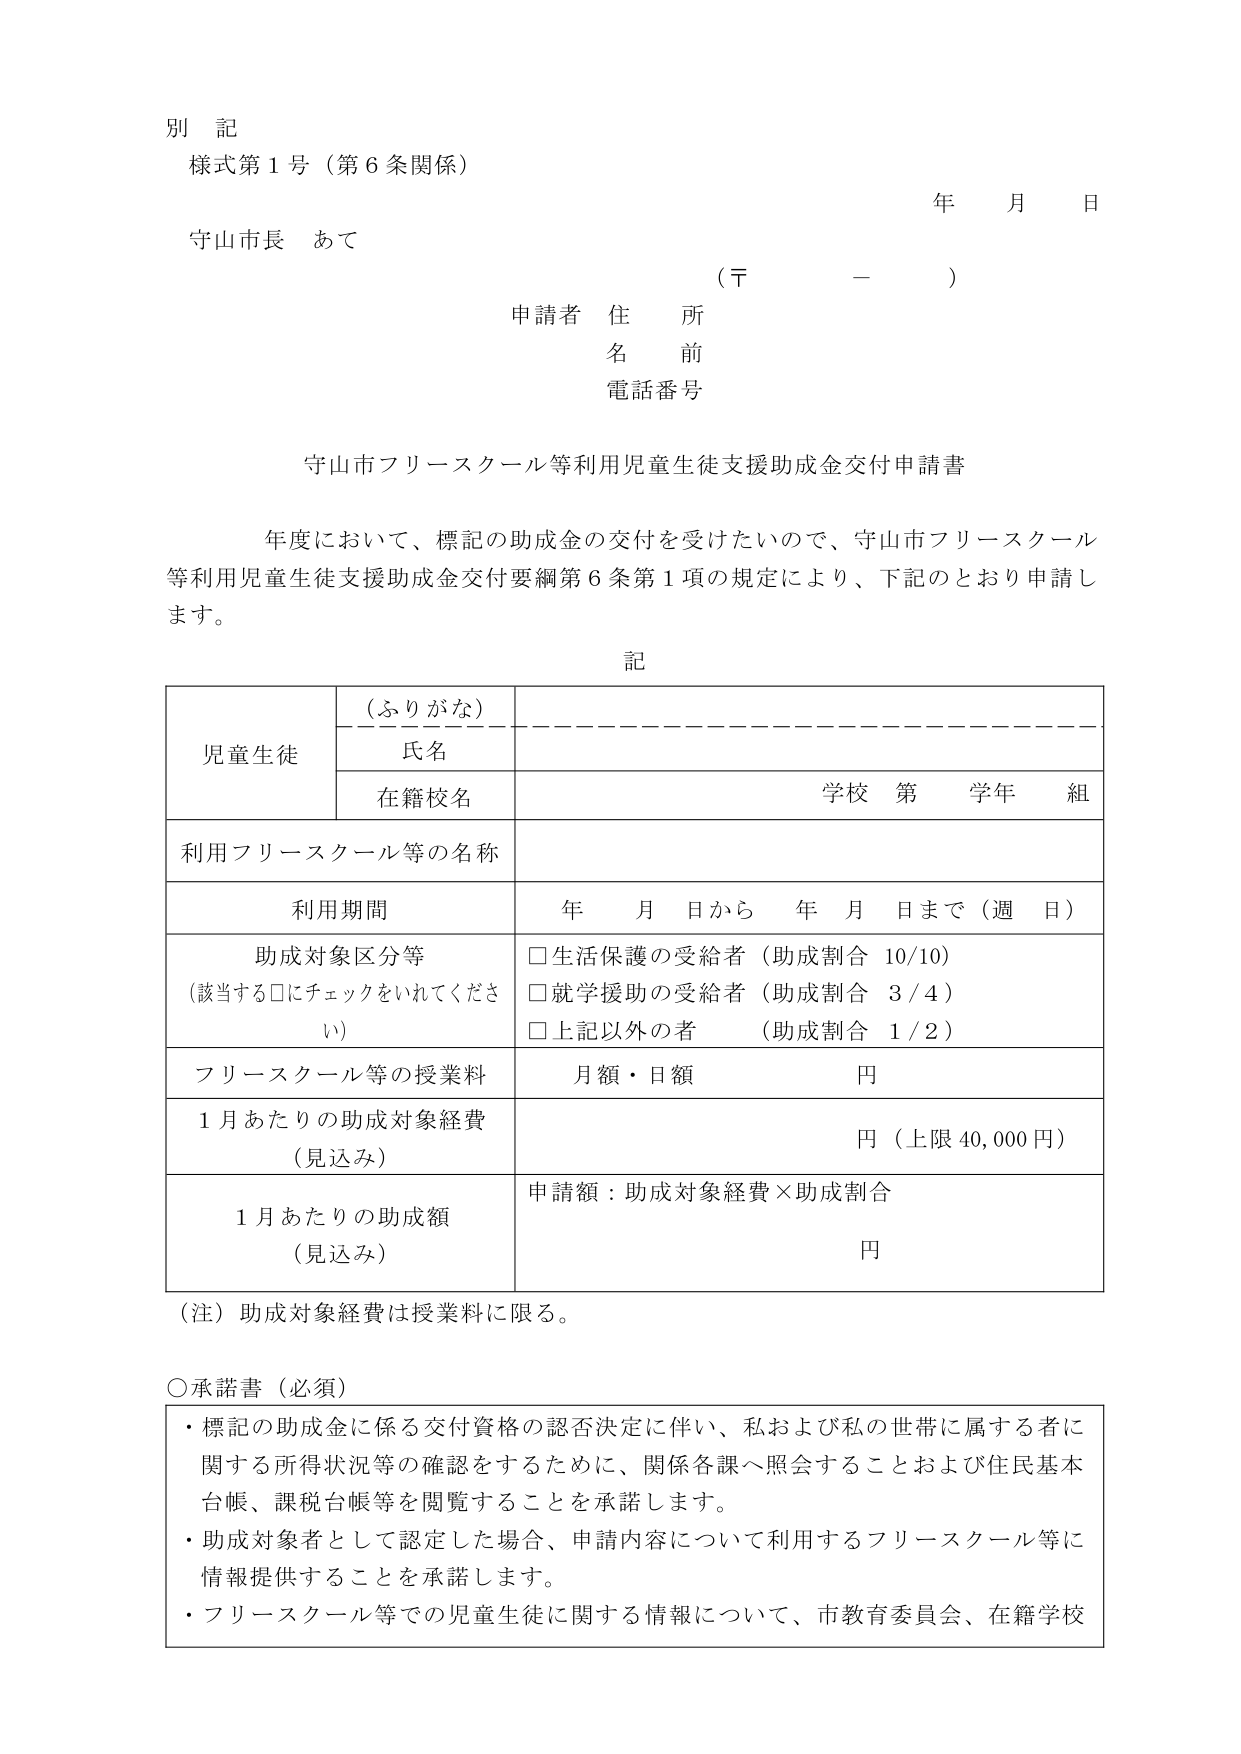 別　記
様式第１号（第６条関係）
年　　月　　日
守山市長　あて
（〒　　　　－　　　）
申請者　住　　所
名　　前
電話番号
守山市フリースクール等利用児童生徒支援助成金交付申請書
年度において、標記の助成金の交付を受けたいので、守山市フリースクール
等利用児童生徒支援助成金交付要綱第６条第１項の規定により、下記のとおり申請し
ます。
記
児童生徒
（ふりがな）
氏名
在籍校名
学校　第　　学年　　組
利用フリースクール等の名称
利用期間
年　　月　日から　　年　月　日まで（週　日）
助成対象区分等
（該当する□にチェックをいれてくださ
い）
□生活保護の受給者（助成割合 10/10）
□就学援助の受給者（助成割合 ３/４）
□上記以外の者　　（助成割合 １/２）
フリースクール等の授業料
月額・日額　　　　　　　円
１月あたりの助成対象経費
（見込み）
円（上限 40,000 円）
１月あたりの助成額
（見込み）
申請額：助成対象経費×助成割合
円
（注）助成対象経費は授業料に限る。
〇承諾書（必須）
・標記の助成金に係る交付資格の認否決定に伴い、私および私の世帯に属する者に
関する所得状況等の確認をするために、関係各課へ照会することおよび住民基本
台帳、課税台帳等を閲覧することを承諾します。
・助成対象者として認定した場合、申請内容について利用するフリースクール等に
情報提供することを承諾します。
・フリースクール等での児童生徒に関する情報について、市教育委員会、在籍学校